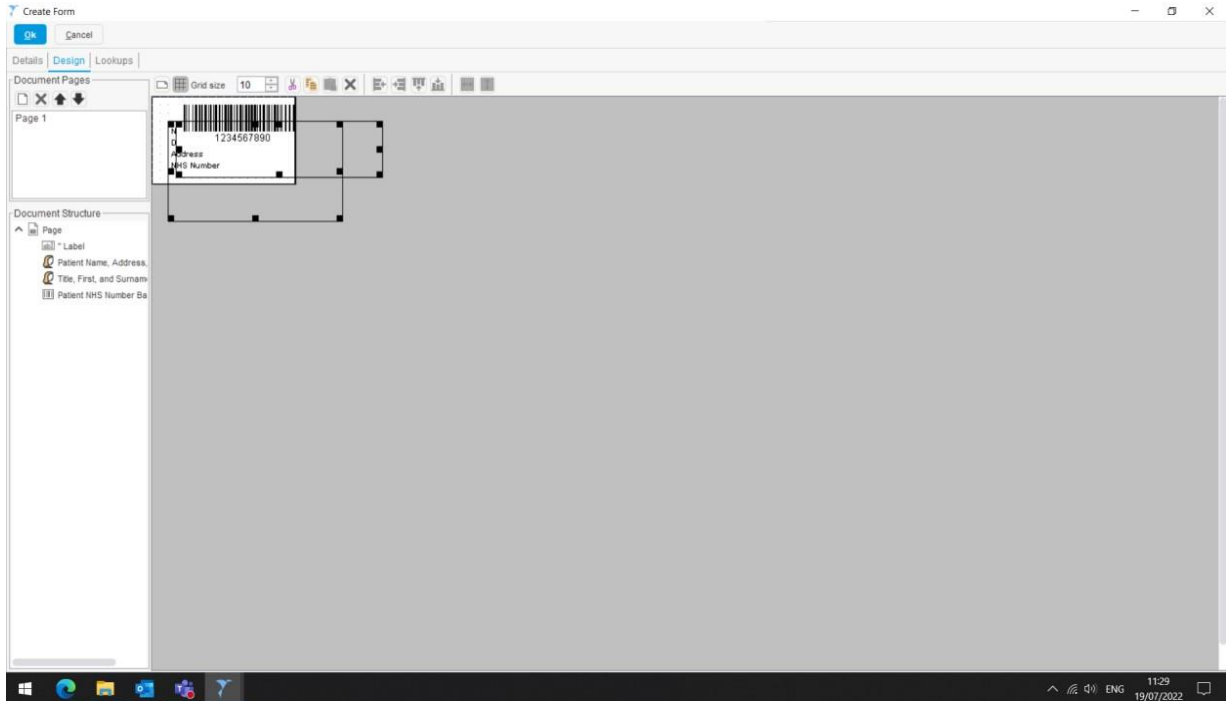 Create Form
Ok Cancel
Details Design Lookups
Document Pages
Grid size 10
Page 1
1234567890
N
D
Address
NHS Number
Document Structure
Page
* Label
Patient Name, Address,
Title, First, and Surnam
Patient NHS Number Ba
ENG
11:29
19/07/2022